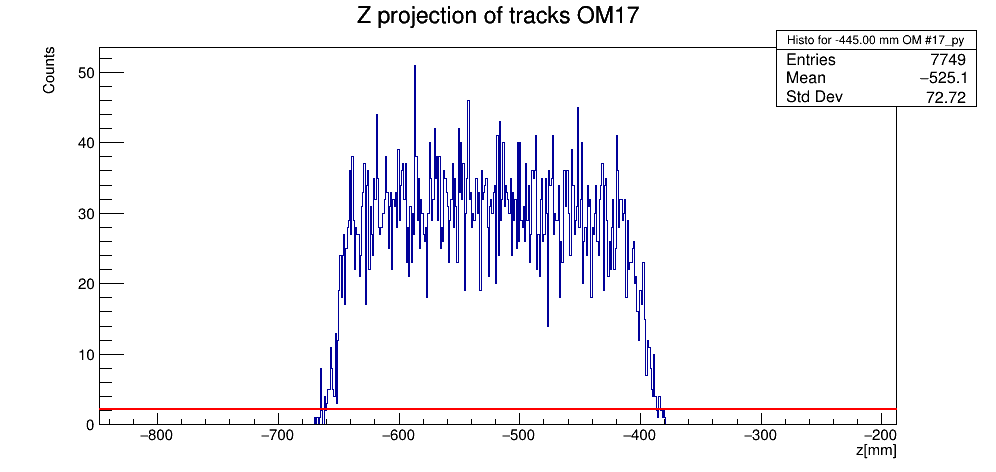 Z projection of tracks OM17
Histo for -445.00 mm OM #17_py
Entries 7749
Mean −525.1
Std Dev 72.72
Counts
50
40
30
20
10
0
−800 −700 −600 −500 −400 −300 −200
z[mm]